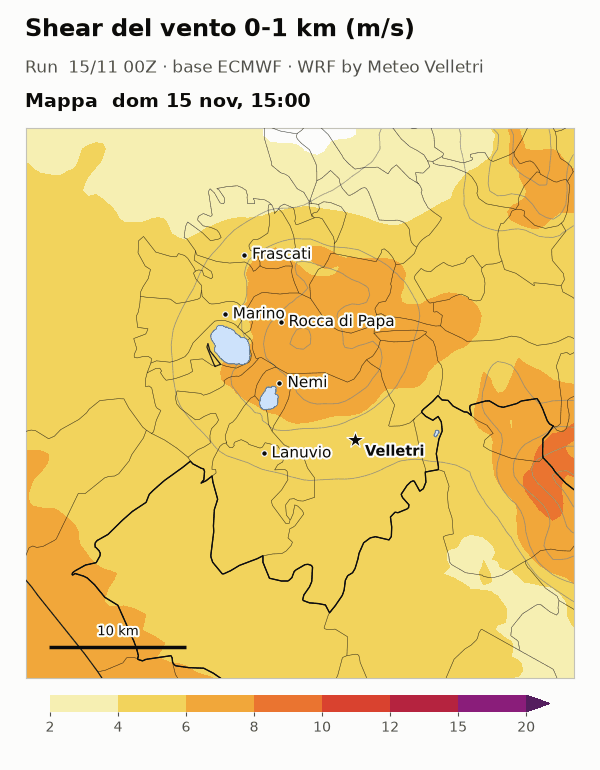 Shear del vento 0-1 km (m/s)
Run  15/11 00Z · base ECMWF · WRF by Meteo Velletri
Mappa  dom 15 nov, 15:00
Frascati
Marino
Rocca di Papa
Nemi
Velletri
Lanuvio
10 km
2 4 6 8 10 12 15 20